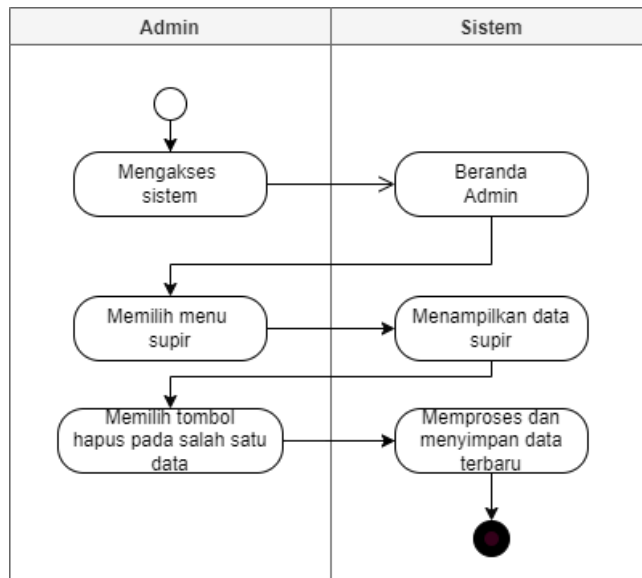 Admin
Sistem
Mengakses
sistem
Beranda
Admin
Memilih menu
supir
Menampilkan data
supir
Memilih tombol
hapus pada salah satu
data
Memproses dan
menyimpan data
terbaru